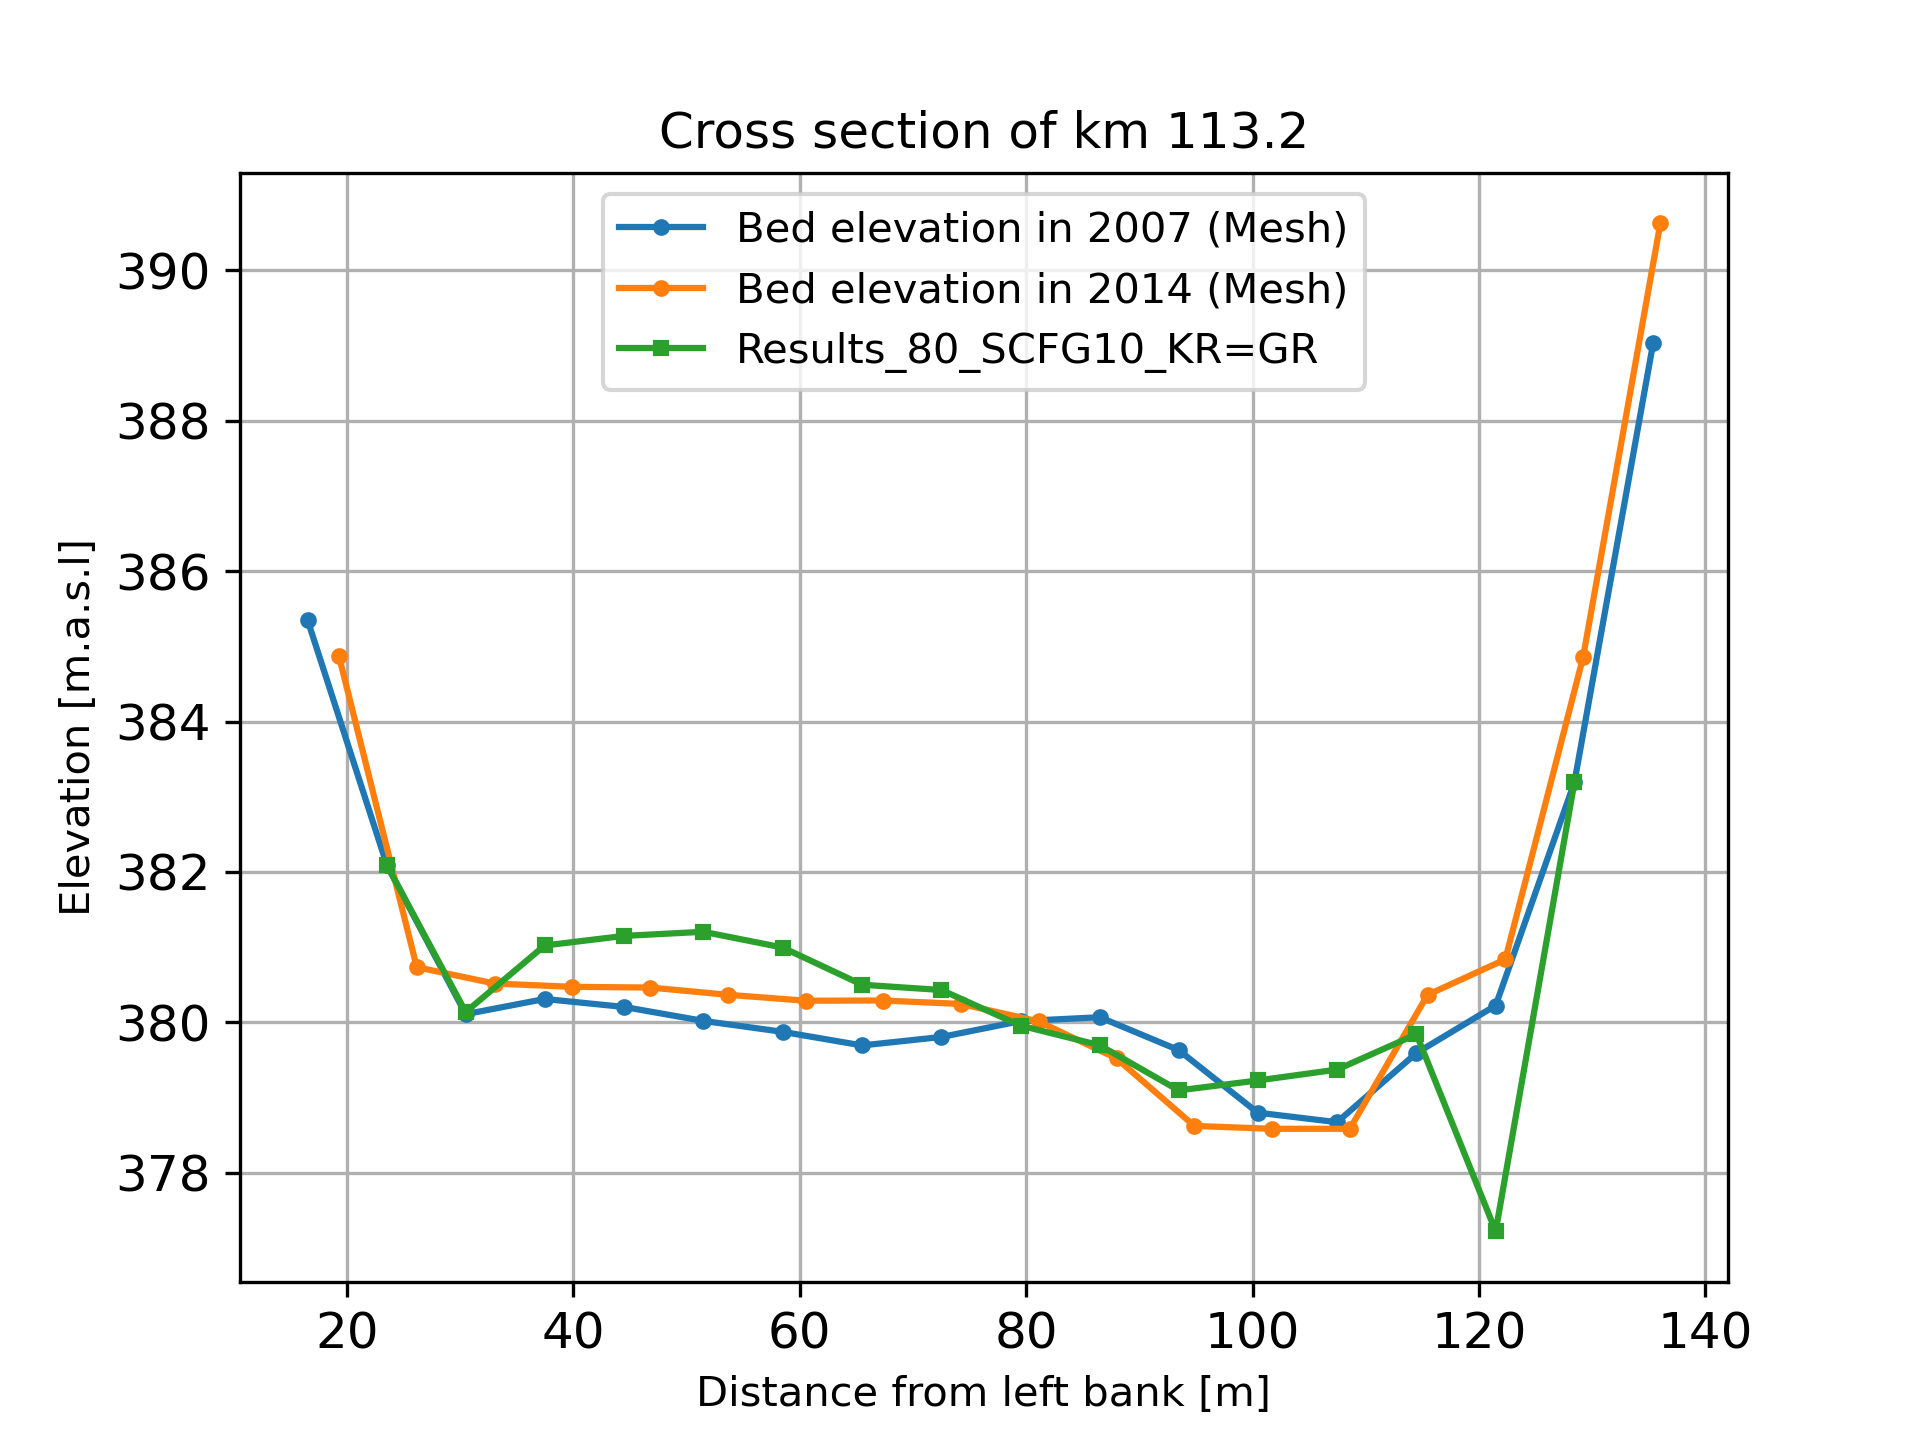 Cross section of km 113.2
Bed elevation in 2007 (Mesh)
Bed elevation in 2014 (Mesh)
Results_80_SCFG10_KR=GR
390
388
386
384
382
380
378
Elevation [m.a.s.l]
20 40 60 80 100 120 140
Distance from left bank [m]